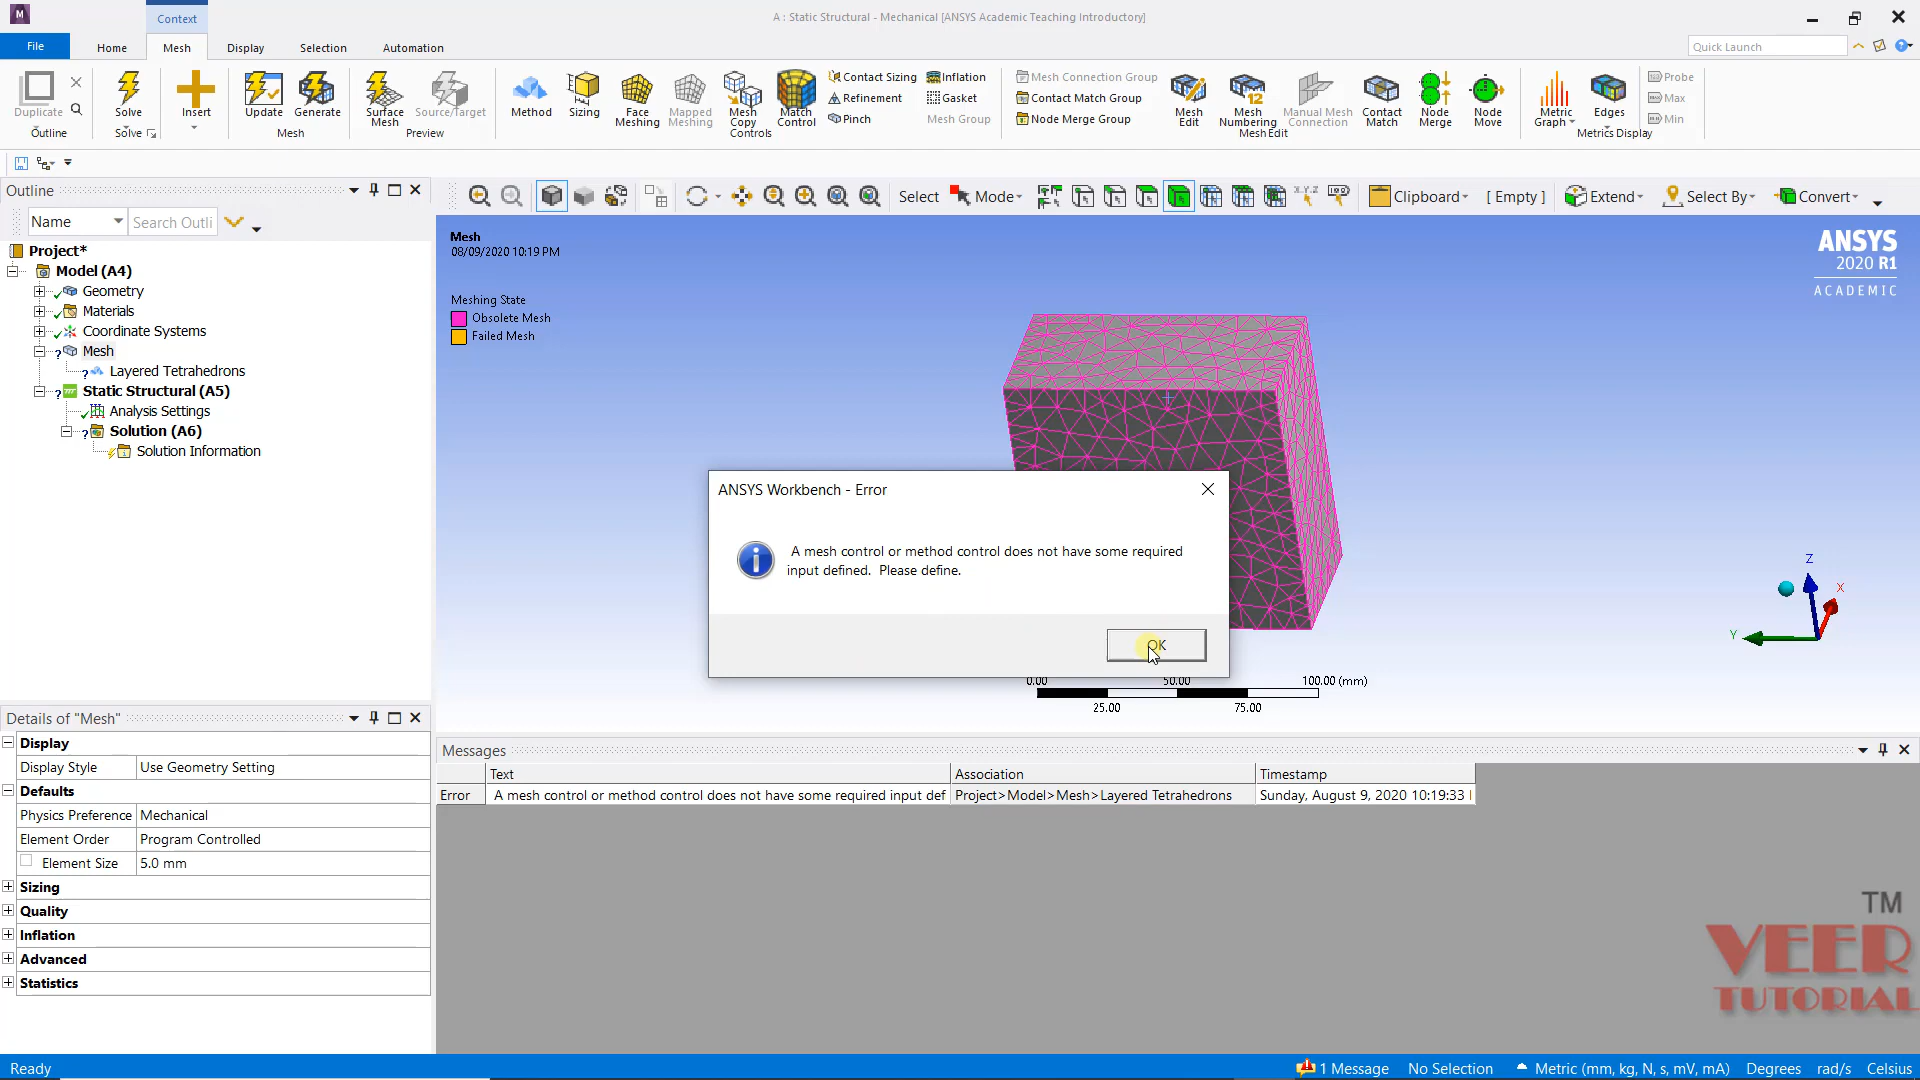 M
Context
A : Static Structural - Mechanical [ANSYS Academic Teaching Introductory]
File
Home
Mesh
Display
Selection
Automation
Quick Launch
Duplicate
Outline
Solve
Solve
Insert
Update
Generate
Mesh
Surface Mesh
Source/Target
Preview
Method
Sizing
Face Meshing
Mapped Meshing
Mesh Copy
Match Control
Contact Sizing
Refinement
Pinch
Inflation
Gasket
Mesh Group
Controls
Mesh Connection Group
Contact Match Group
Node Merge Group
Mesh Edit
Mesh Numbering
Manual Mesh Connection
Contact Match
Node Merge
Node Move
Mesh Edit
Metric Graph
Edges
Probe
Max
Min
Metrics Display
Outline
Name
Search Outli
Select
Mode
Clipboard
[ Empty ]
Extend
Select By
Convert
Project*
Model (A4)
Geometry
Materials
Coordinate Systems
Mesh
Layered Tetrahedrons
Static Structural (A5)
Analysis Settings
Solution (A6)
Solution Information
Mesh
08/09/2020 10:19 PM
Meshing State
Obsolete Mesh
Failed Mesh
ANSYS
2020 R1
ACADEMIC
ANSYS Workbench - Error
A mesh control or method control does not have some required
input defined.  Please define.
OK
Z
X
Y
0.00
50.00
100.00 (mm)
25.00
75.00
Details of "Mesh"
Display
Display Style
Use Geometry Setting
Defaults
Physics Preference
Mechanical
Element Order
Program Controlled
Element Size
5.0 mm
Sizing
Quality
Inflation
Advanced
Statistics
Messages
Text
Association
Timestamp
Error
A mesh control or method control does not have some required input def
Project>Model>Mesh>Layered Tetrahedrons
Sunday, August 9, 2020 10:19:33
TM
VEER
TUTORIAL
Ready
1 Message
No Selection
Metric (mm, kg, N, s, mV, mA)
Degrees
rad/s
Celsius